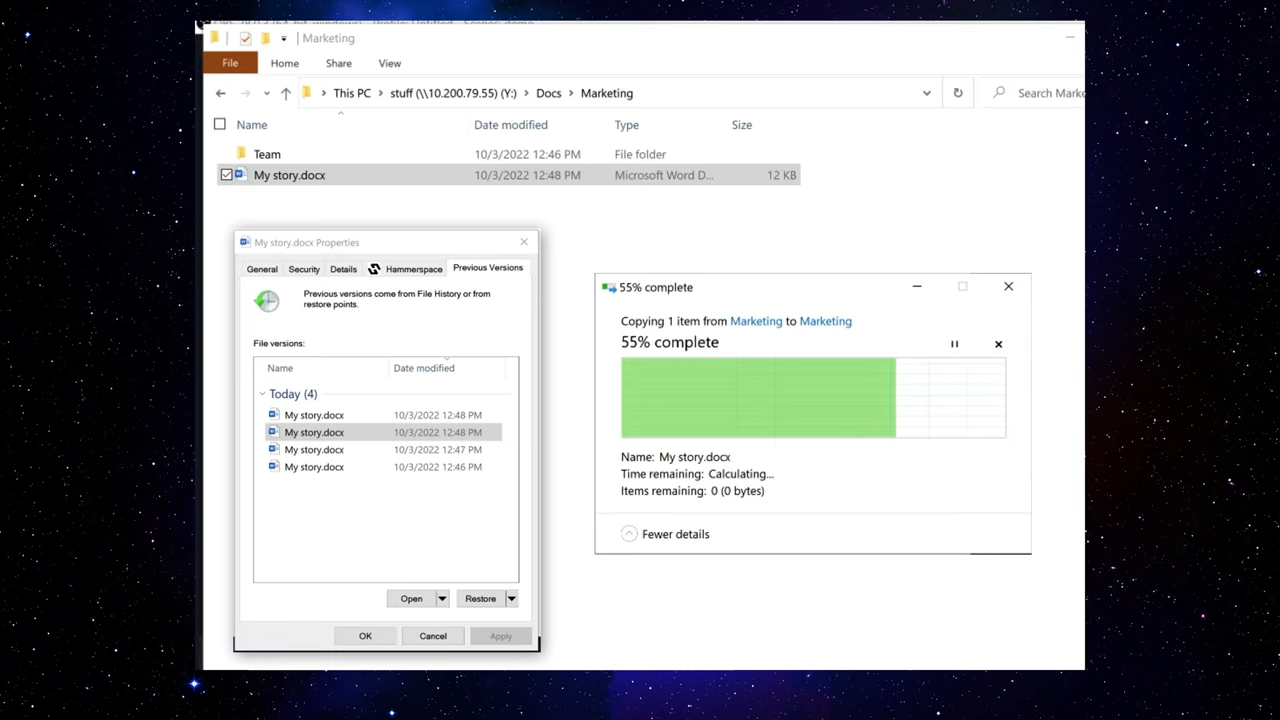 Marketing
File Home Share View
This PC > stuff (\\10.200.79.55) (Y:) > Docs > Marketing
Search Marke
Name Date modified Type Size
Team 10/3/2022 12:46 PM File folder
My story.docx 10/3/2022 12:48 PM Microsoft Word D... 12 KB
My story.docx Properties
General Security Details Hammerspace Previous Versions
Previous versions come from File History or from
restore points.
File versions:
Name Date modified
Today (4)
My story.docx 10/3/2022 12:48 PM
My story.docx 10/3/2022 12:48 PM
My story.docx 10/3/2022 12:47 PM
My story.docx 10/3/2022 12:46 PM
Open Restore
OK Cancel Apply
55% complete
Copying 1 item from Marketing to Marketing
55% complete
Name: My story.docx
Time remaining: Calculating...
Items remaining: 0 (0 bytes)
Fewer details